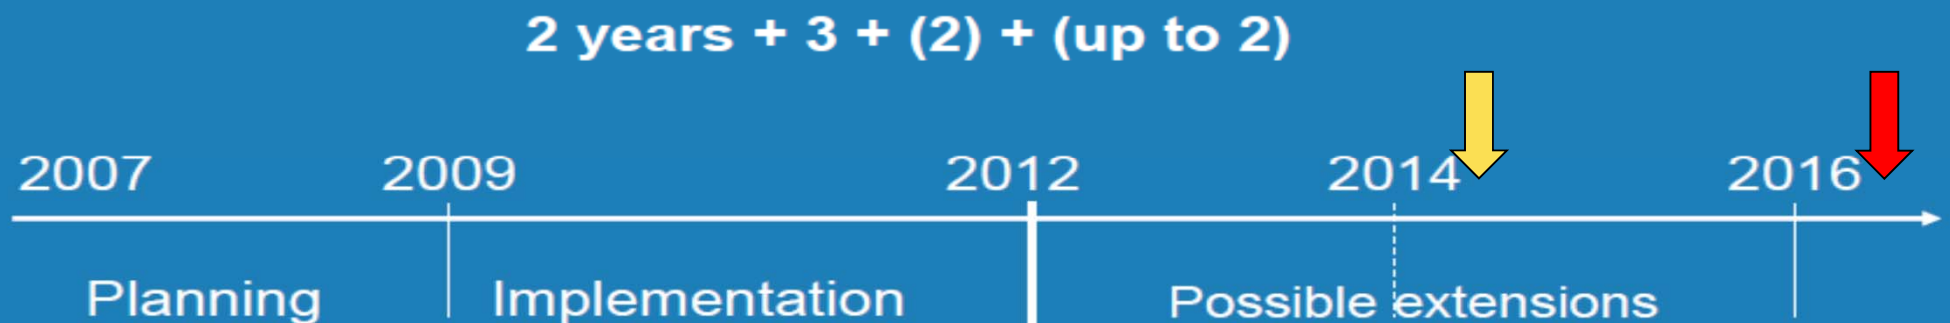 2 years + 3 + (2) + (up to 2)
2007 2009 2012 2014 2016
Planning Implementation Possible extensions